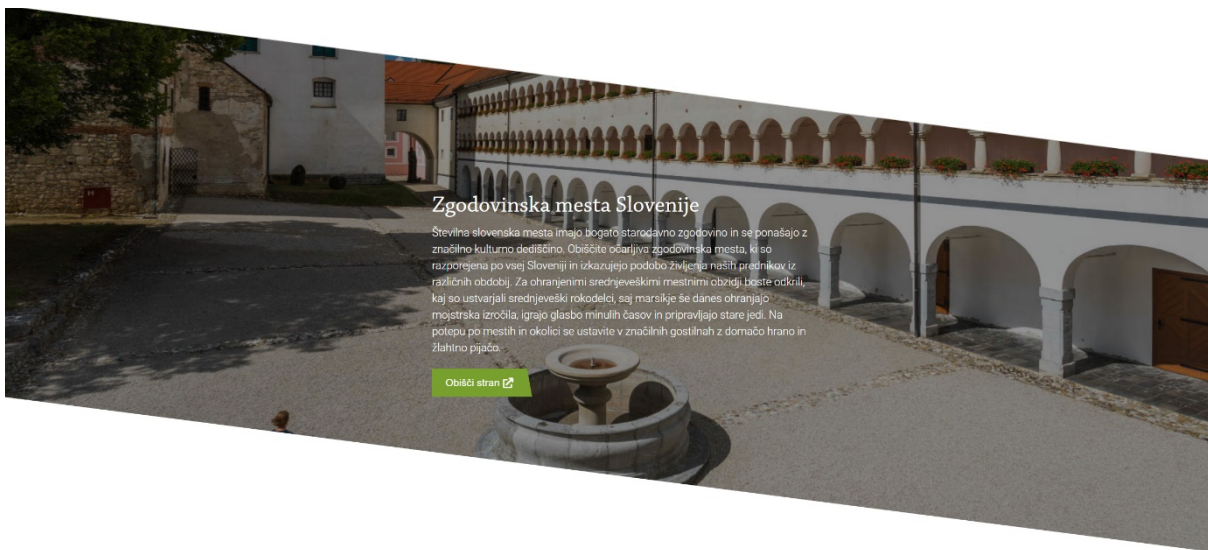 Zgodovinska mesta Slovenije
Številna slovenska mesta imajo bogato starodavno zgodovino in se ponašajo z
značilno kulturno dediščino. Obiščite očarljiva zgodovinska mesta, ki so
razporejena po vsej Sloveniji in izkazujejo podobo življenja naših prednikov iz
različnih obdobij. Za ohranjenimi srednjeveškimi mestnimi obzidji boste odkrili,
kaj so ustvarjali srednjeveški rokodelci, saj marsikje še danes ohranjajo
mojstrska izročila, igrajo glasbo minulih časov in pripravljajo stare jedi. Na
potepu po mestih in okolici se ustavite v značilnih gostilnah z domačo hrano in
žlahtno pijačo.
Obišči stran